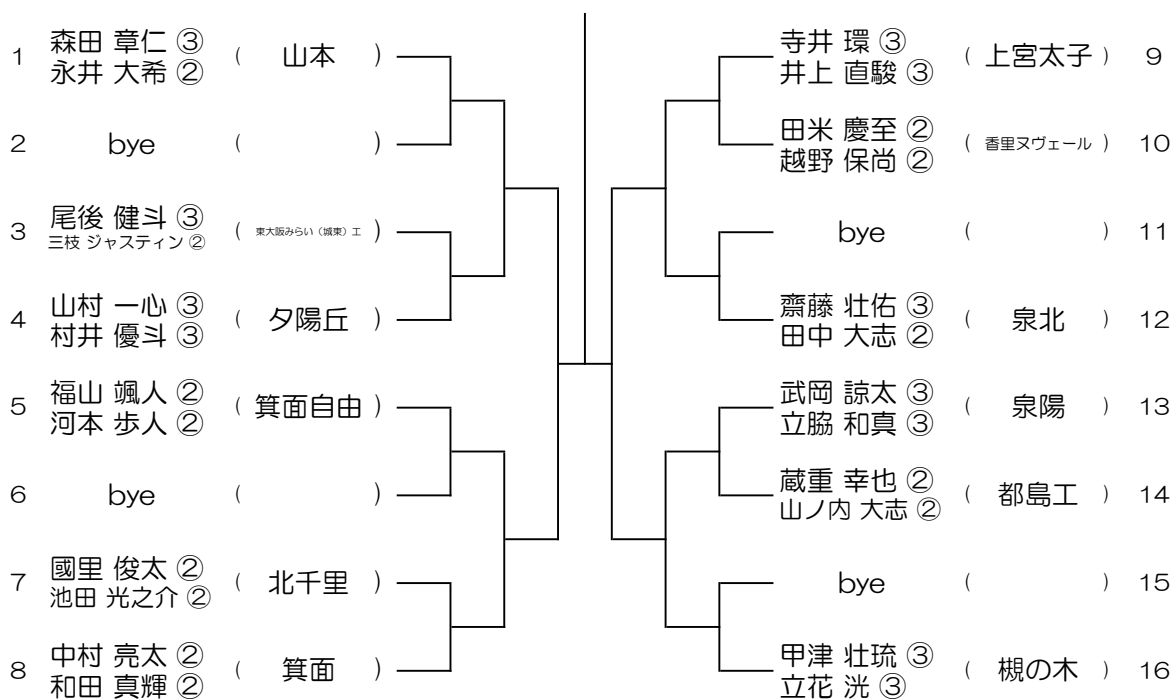 1 森田 章仁 ③ ( 山本 )
永井 大希 ②
2 bye ( )
3 尾後 健斗 ③ ( 東大阪みらい（城東）工 )
三枝 ジャスティン ②
4 山村 一心 ③ ( 夕陽丘 )
村井 優斗 ③
5 福山 颯人 ② ( 箕面自由 )
河本 歩人 ②
6 bye ( )
7 國里 俊太 ② ( 北千里 )
池田 光之介 ②
8 中村 亮太 ② ( 箕面 )
和田 真輝 ②
寺井 環 ③ ( 上宮太子 ) 9
井上 直駿 ③
田米 慶至 ② ( 香里ヌヴェール ) 10
越野 保尚 ②
bye ( ) 11
齋藤 壮佑 ③ ( 泉北 ) 12
田中 大志 ②
武岡 諒太 ③ ( 泉陽 ) 13
立脇 和真 ③
蔵重 幸也 ② ( 都島工 ) 14
山ノ内 大志 ②
bye ( ) 15
甲津 壮琉 ③ ( 槻の木 ) 16
立花 洸 ③